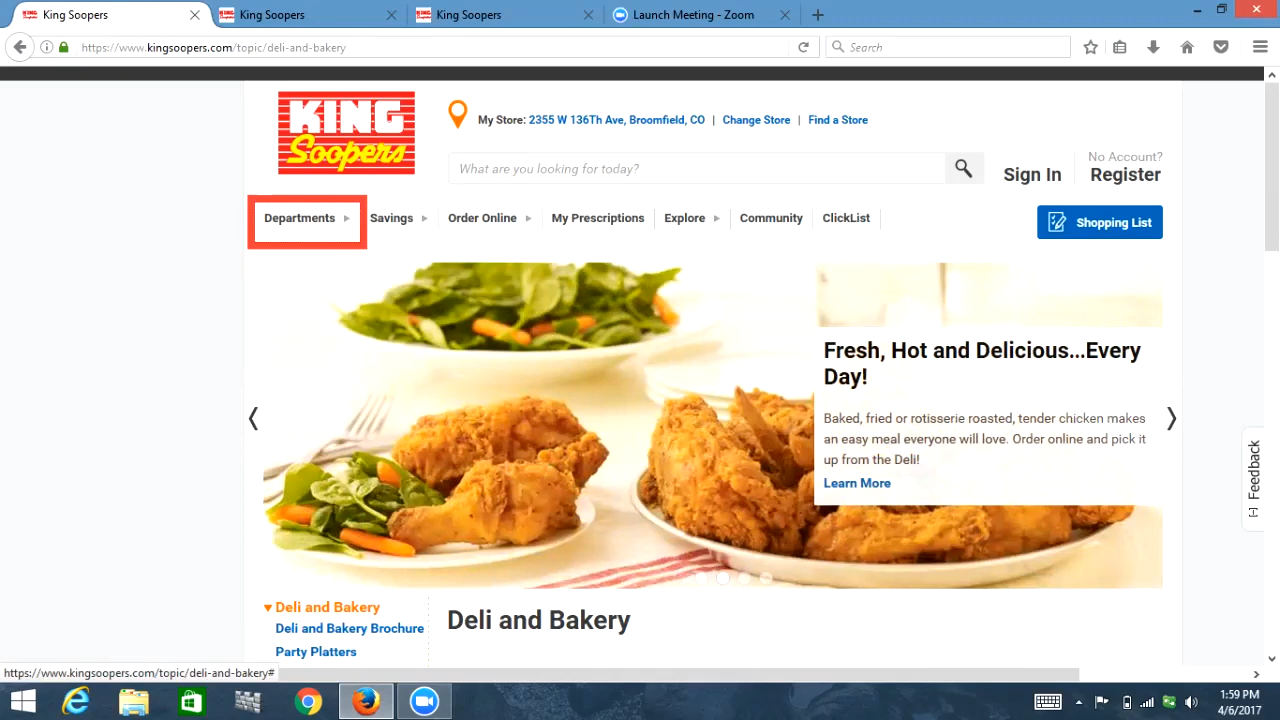 King Soopers
King Soopers
King Soopers
Launch Meeting - Zoom
https://www.kingsoopers.com/topic/deli-and-bakery
Search
KING
Soopers
My Store: 2355 W 136Th Ave, Broomfield, CO | Change Store | Find a Store
What are you looking for today?
Sign In
No Account?
Register
Departments
Savings
Order Online
My Prescriptions
Explore
Community
ClickList
Shopping List
Fresh, Hot and Delicious...Every
Day!
Baked, fried or rotisserie roasted, tender chicken makes
an easy meal everyone will love. Order online and pick it
up from the Deli!
Learn More
[-] Feedback
Deli and Bakery
Deli and Bakery Brochure
Party Platters
Deli and Bakery
https://www.kingsoopers.com/topic/deli-and-bakery#
1:59 PM
4/6/2017